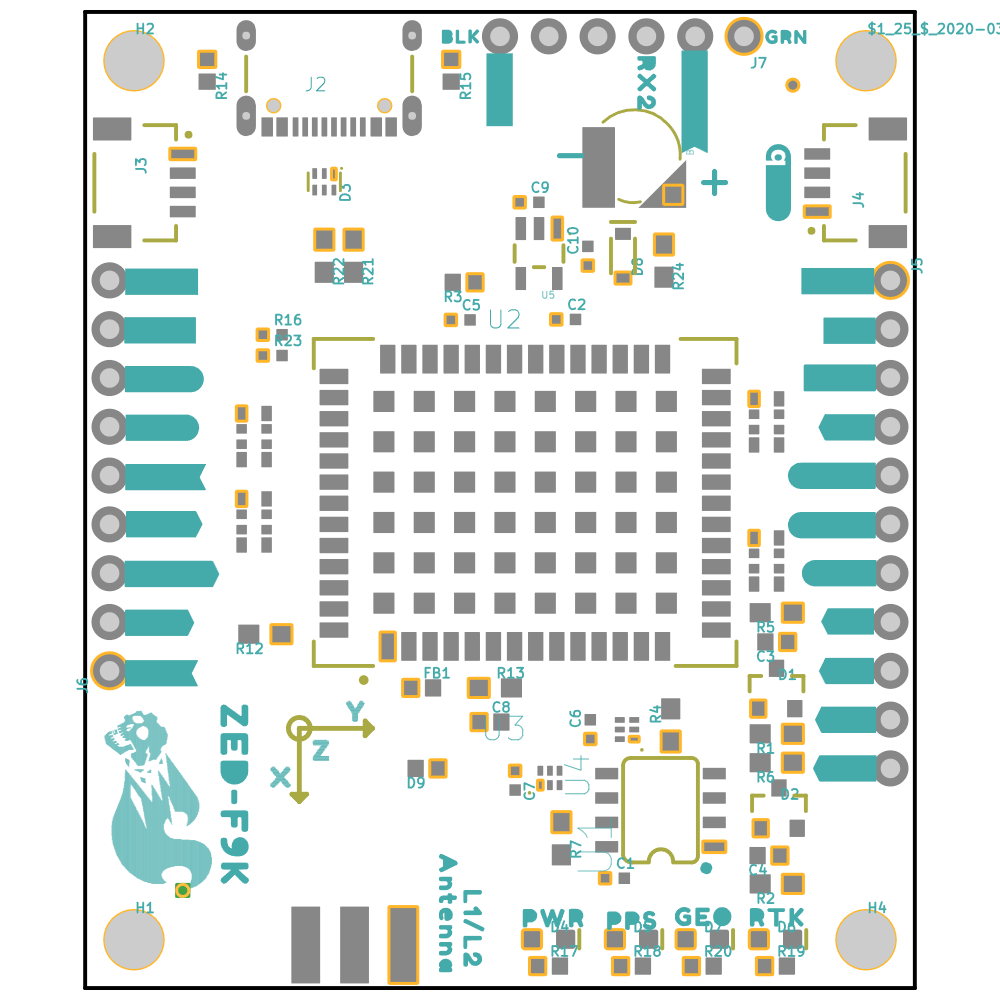 H2
BLK
GRN
$1_25_$_2020-03
J7
R14
J2
R15
RX2
J3
D3
C9
J4
C10
R22
R21
R3
U5
D8
R24
J5
C5
C2
U2
R16
R23
R12
R5
C3
D1
J6
FB1
R13
C8
U3
C6
R4
R1
R6
ZED-F9K
Y
Z
X
D9
C7
U4
D2
R7
U1
C1
C4
R2
H1
L1/L2
Antenna
PWR
PPS
GEO
RTK
H4
D4
D5
D7
D6
R17
R18
R20
R19